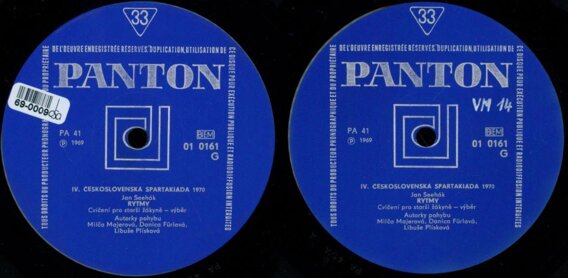 33
DE L'OEUVRE ENREGISTRÉE RÉSERVÉS. DUPLICATION, UTILISATION DE
CE DISQUE POUR EXÉCUTION PUBLIQUE ET RADIODIFFUSION INTERDITES
TOUS DROITS DU PRODUCTEUR PHONOGRAPHIQUE ET DU PROPRIÉTAIRE
PANTON
69-0009
PA 41
Ⓟ 1969
BIEM
01 0161
G
IV. ČESKOSLOVENSKÁ SPARTAKIÁDA 1970
Jan Seehák
RYTMY
Cvičení pro starší žákyně – výběr
Autorky pohybu
Milča Majerová, Danica Fürlová,
Libuše Plisková
33
DE L'OEUVRE ENREGISTRÉE RÉSERVÉS. DUPLICATION, UTILISATION DE
CE DISQUE POUR EXÉCUTION PUBLIQUE ET RADIODIFFUSION INTERDITES
TOUS DROITS DU PRODUCTEUR PHONOGRAPHIQUE ET DU PROPRIÉTAIRE
PANTON
VM 14
PA 41
Ⓟ 1969
BIEM
01 0161
G
IV. ČESKOSLOVENSKÁ SPARTAKIÁDA 1970
Jan Seehák
RYTMY
Cvičení pro starší žákyně – výběr
Autorky pohybu
Milča Majerová, Danica Fürlová,
Libuše Plisková